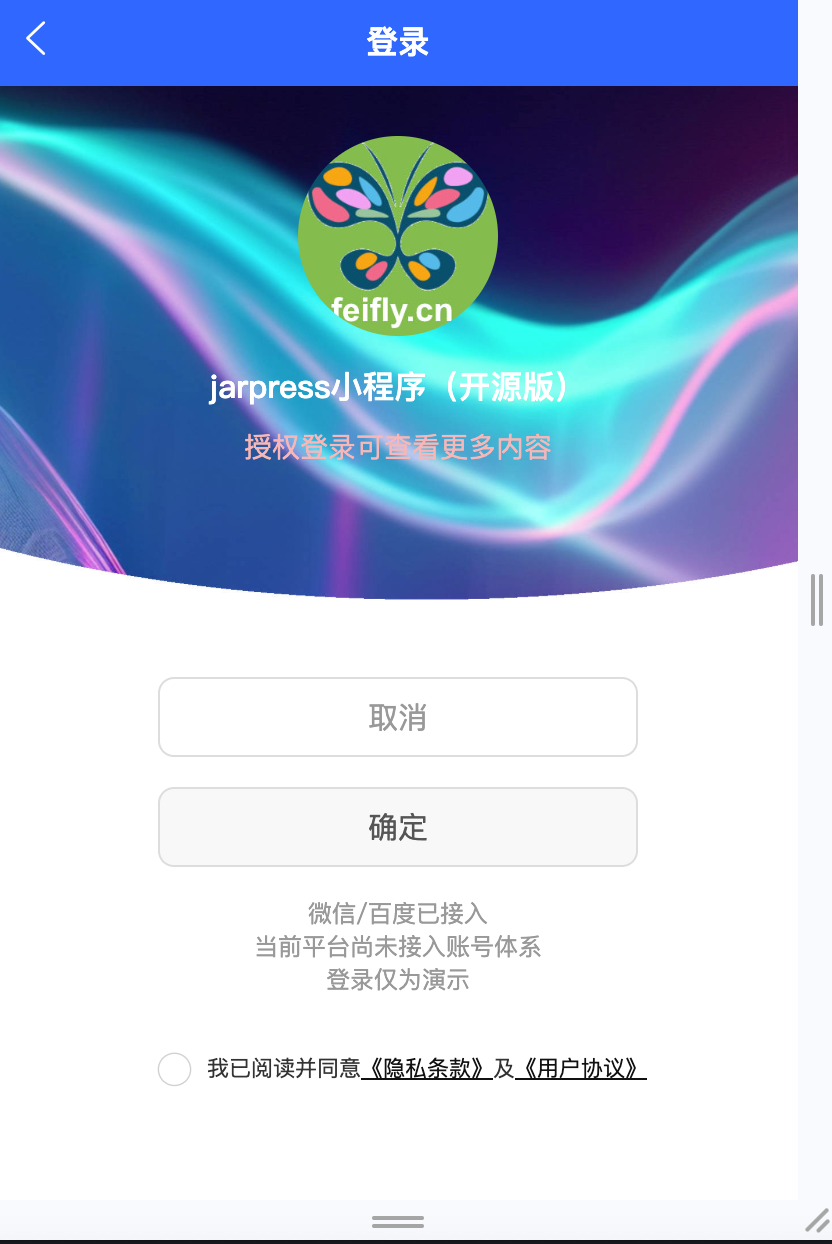 登录
feifly.cn
jarpress小程序（开源版）
授权登录可查看更多内容
取消
确定
微信/百度已接入
当前平台尚未接入账号体系
登录仅为演示
我已阅读并同意《隐私条款》及《用户协议》